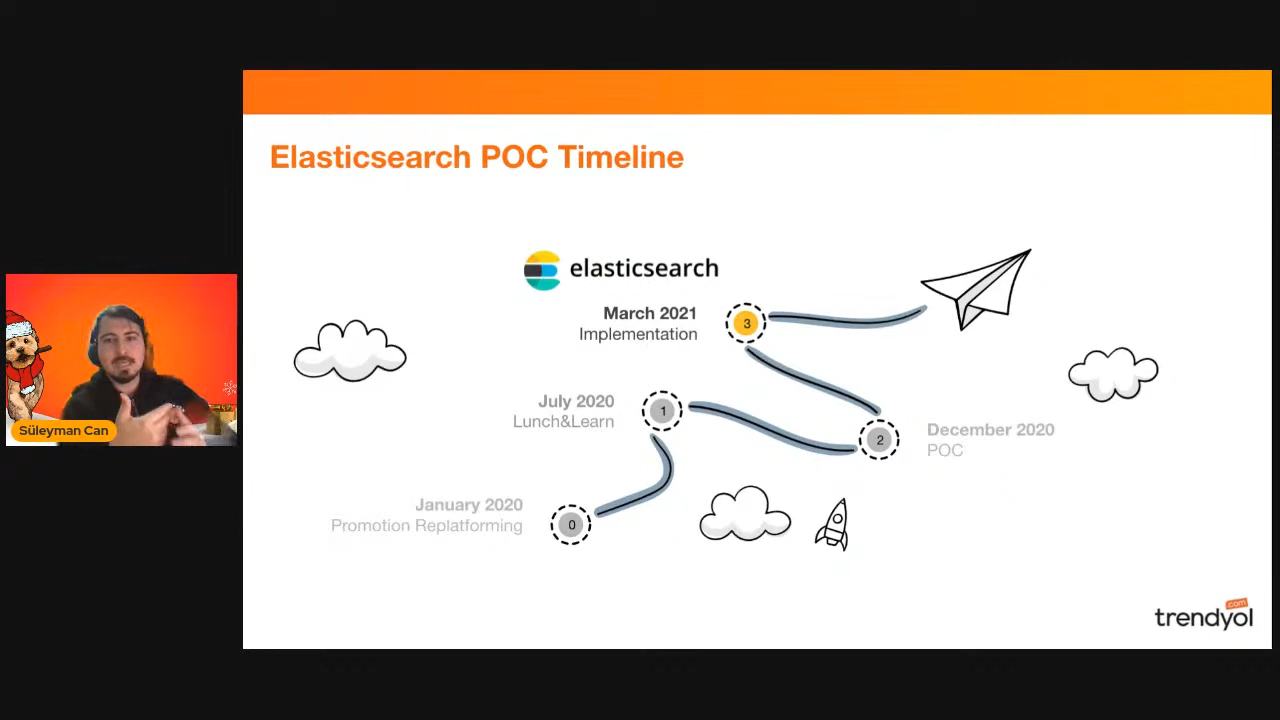 Elasticsearch POC Timeline
elasticsearch
March 2021
Implementation
3
July 2020
Lunch&Learn
1
2
December 2020
POC
January 2020
Promotion Replatforming
0
Süleyman Can
.com
trendyol